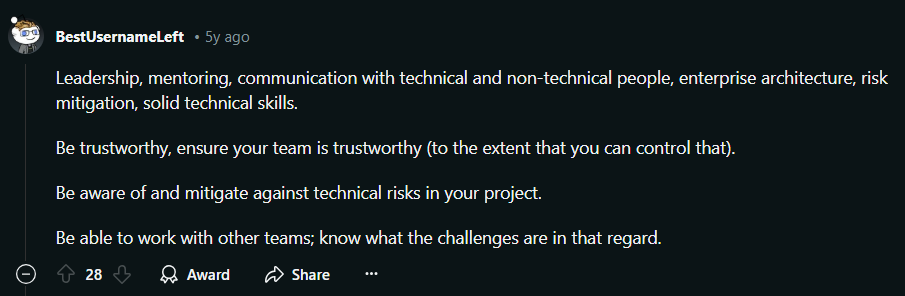 BestUsernameLeft • 5y ago
Leadership, mentoring, communication with technical and non-technical people, enterprise architecture, risk
mitigation, solid technical skills.
Be trustworthy, ensure your team is trustworthy (to the extent that you can control that).
Be aware of and mitigate against technical risks in your project.
Be able to work with other teams; know what the challenges are in that regard.
28 Award Share ...